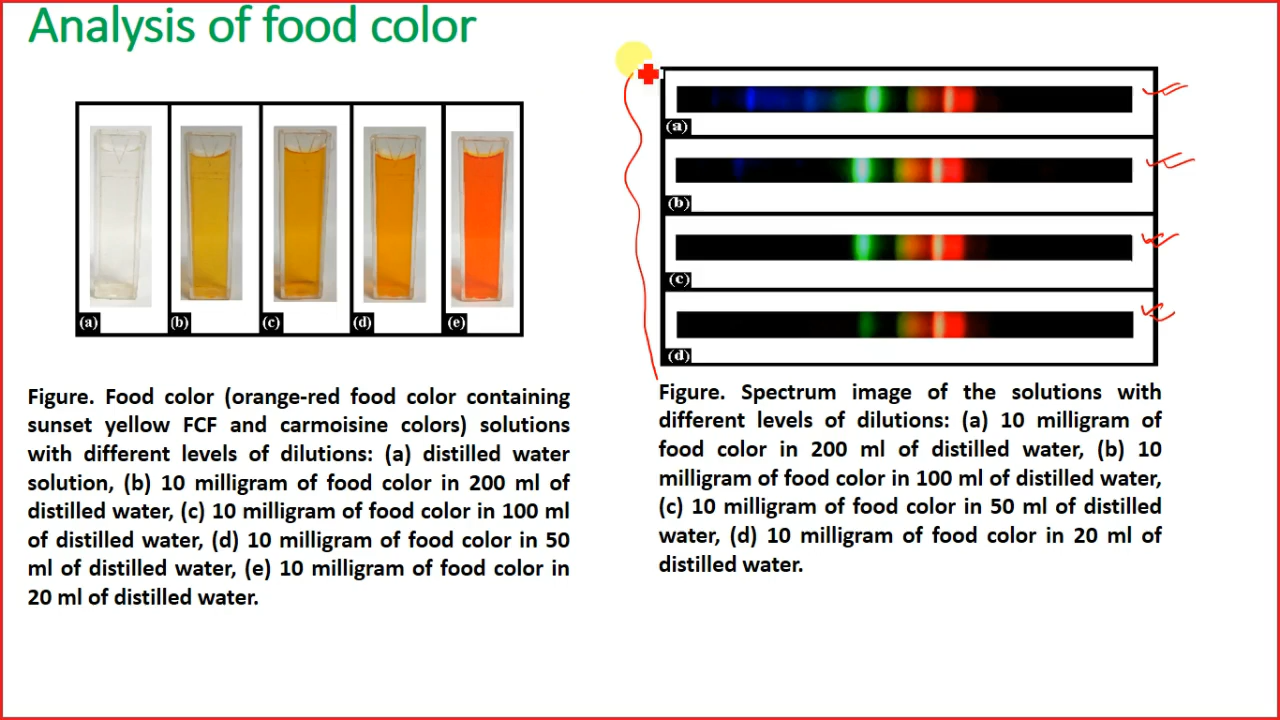 Analysis of food color
(a)
(b)
(c)
(d)
(e)
Figure. Food color (orange-red food color containing
sunset yellow FCF and carmoisine colors) solutions
with different levels of dilutions: (a) distilled water
solution, (b) 10 milligram of food color in 200 ml of
distilled water, (c) 10 milligram of food color in 100 ml
of distilled water, (d) 10 milligram of food color in 50
ml of distilled water, (e) 10 milligram of food color in
20 ml of distilled water.
(a)
(b)
(c)
(d)
Figure. Spectrum image of the solutions with
different levels of dilutions: (a) 10 milligram of
food color in 200 ml of distilled water, (b) 10
milligram of food color in 100 ml of distilled water,
(c) 10 milligram of food color in 50 ml of distilled
water, (d) 10 milligram of food color in 20 ml of
distilled water.